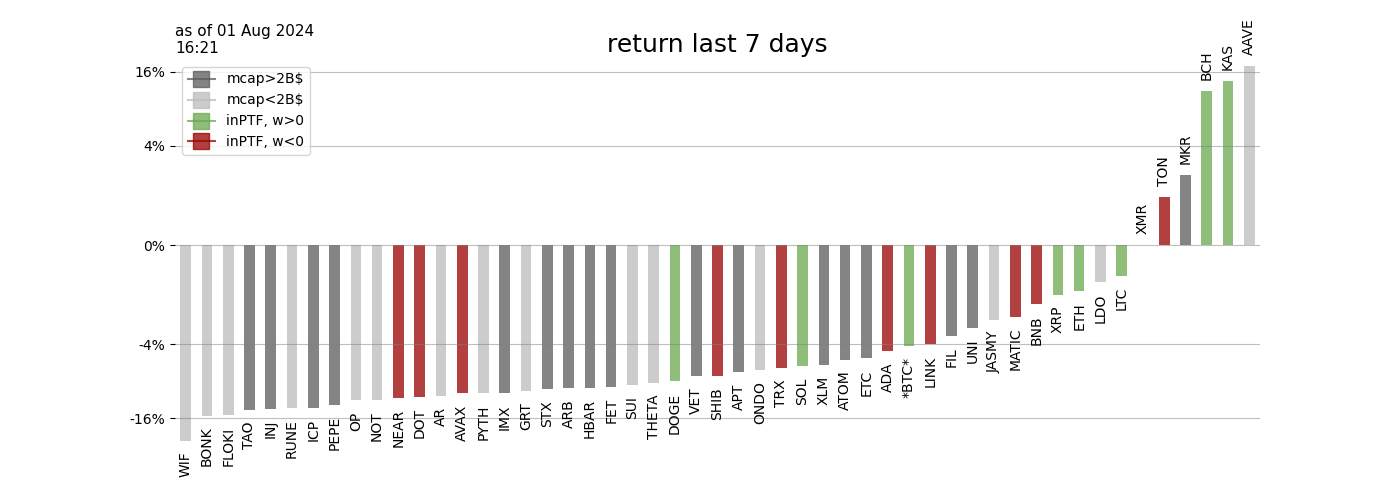 as of 01 Aug 2024
16:21
return last 7 days
mcap>2B$
mcap<2B$
inPTF, w>0
inPTF, w<0
16%
4%
0%
-4%
-16%
WIF
BONK
FLOKI
TAO
INJ
RUNE
ICP
PEPE
OP
NOT
NEAR
DOT
AR
AVAX
PYTH
IMX
GRT
STX
ARB
HBAR
FET
SUI
THETA
DOGE
VET
SHIB
APT
ONDO
TRX
SOL
XLM
ATOM
ETC
ADA
*BTC*
LINK
FIL
UNI
JASMY
MATIC
BNB
XRP
ETH
LDO
LTC
XMR
TON
MKR
BCH
KAS
AAVE